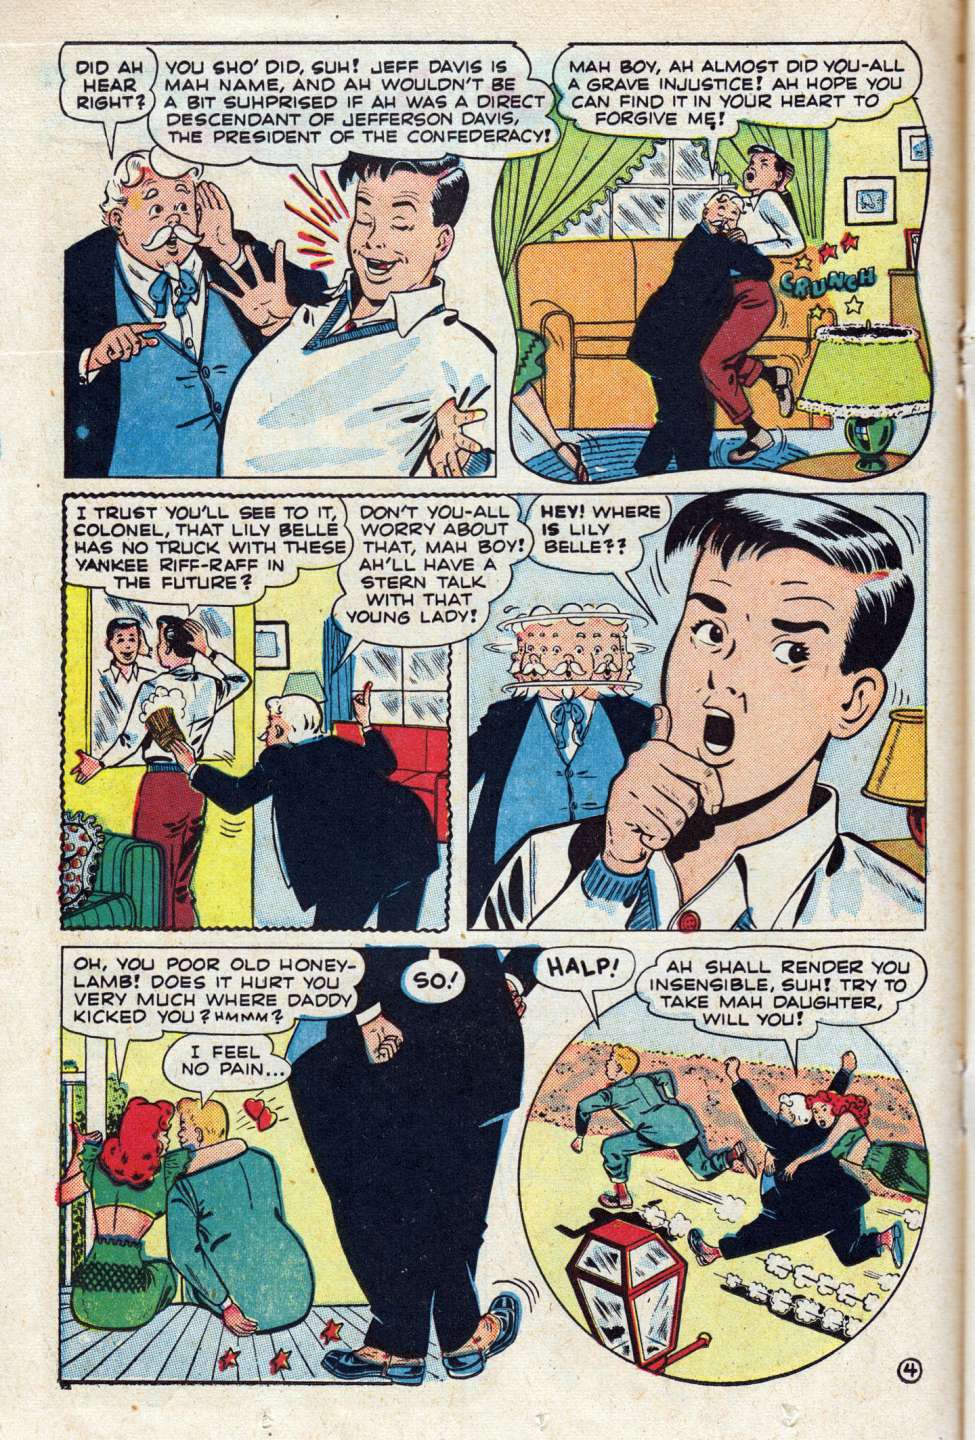 DID AH
HEAR
RIGHT?
YOU SHO' DID, SUH! JEFF DAVIS IS
MAH NAME, AND AH WOULDN'T BE
A BIT SUHPRISED IF AH WAS A DIRECT
DESCENDANT OF JEFFERSON DAVIS,
THE PRESIDENT OF THE CONFEDERACY!
MAH BOY, AH ALMOST DID YOU-ALL
A GRAVE INJUSTICE! AH HOPE YOU
CAN FIND IT IN YOUR HEART TO
FORGIVE ME!
CRUNCH
I TRUST YOU'LL SEE TO IT,
COLONEL, THAT LILY BELLE
HAS NO TRUCK WITH THESE
YANKEE RIFF-RAFF IN
THE FUTURE?
DON'T YOU-ALL
WORRY ABOUT
THAT, MAH BOY!
AH'LL HAVE A
STERN TALK
WITH THAT
YOUNG LADY!
HEY! WHERE
IS LILY
BELLE??
OH, YOU POOR OLD HONEY-
LAMB! DOES IT HURT YOU
VERY MUCH WHERE DADDY
KICKED YOU? HMMM?
I FEEL
NO PAIN...
SO!
HALP!
AH SHALL RENDER YOU
INSENSIBLE, SUH! TRY TO
TAKE MAH DAUGHTER,
WILL YOU!
4